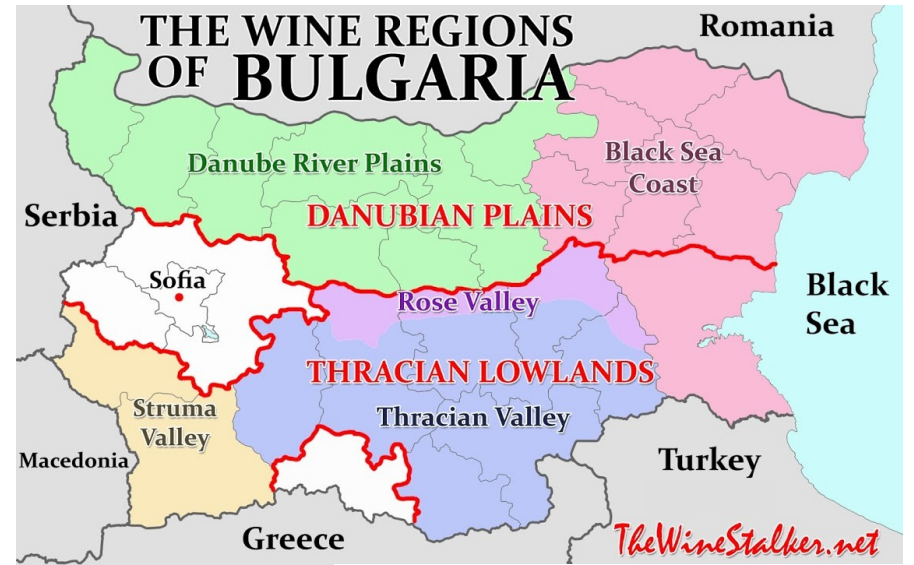 THE WINE REGIONS
OF BULGARIA
Romania
Danube River Plains
Black Sea
Coast
Serbia
DANUBIAN PLAINS
Sofia
Black
Sea
Rose Valley
THRACIAN LOWLANDS
Struma
Valley
Thracian Valley
Macedonia
Turkey
Greece
TheWineStalker.net